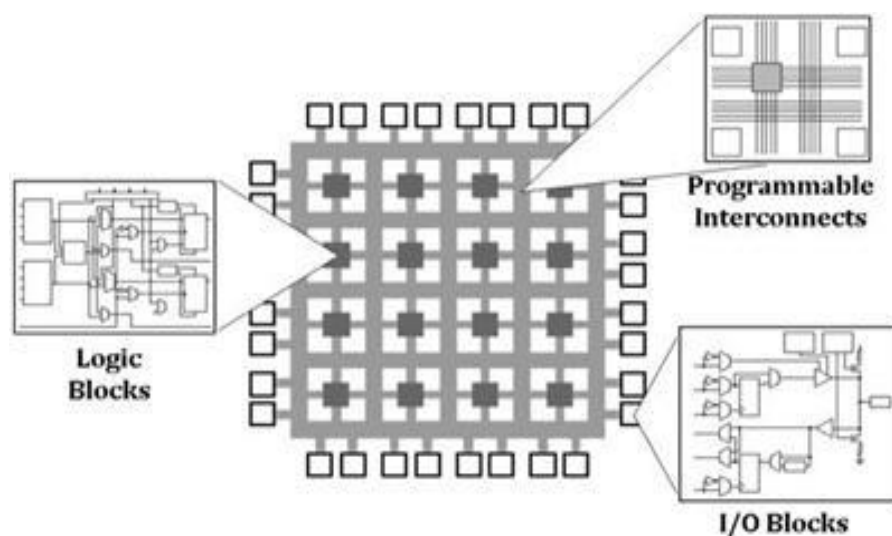 Programmable
Interconnects
Logic
Blocks
I/O Blocks